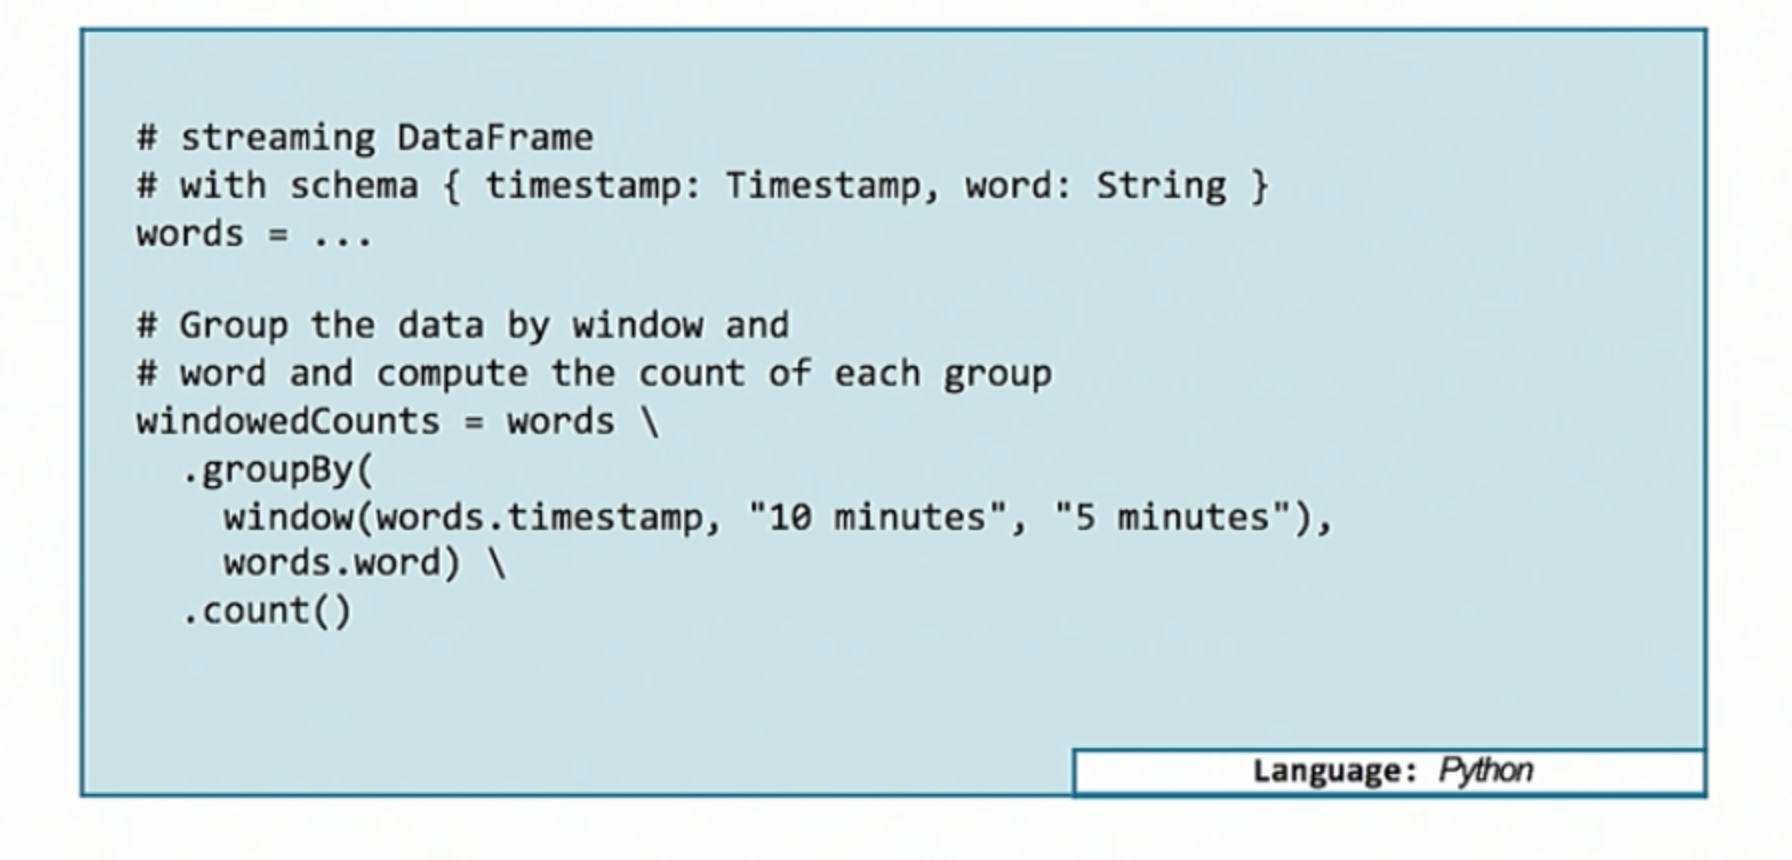 # streaming DataFrame
# with schema { timestamp: Timestamp, word: String }
words = ...
# Group the data by window and
# word and compute the count of each group
windowedCounts = words \
.groupBy(
window(words.timestamp, "10 minutes", "5 minutes"),
words.word) \
.count()
Language: Python